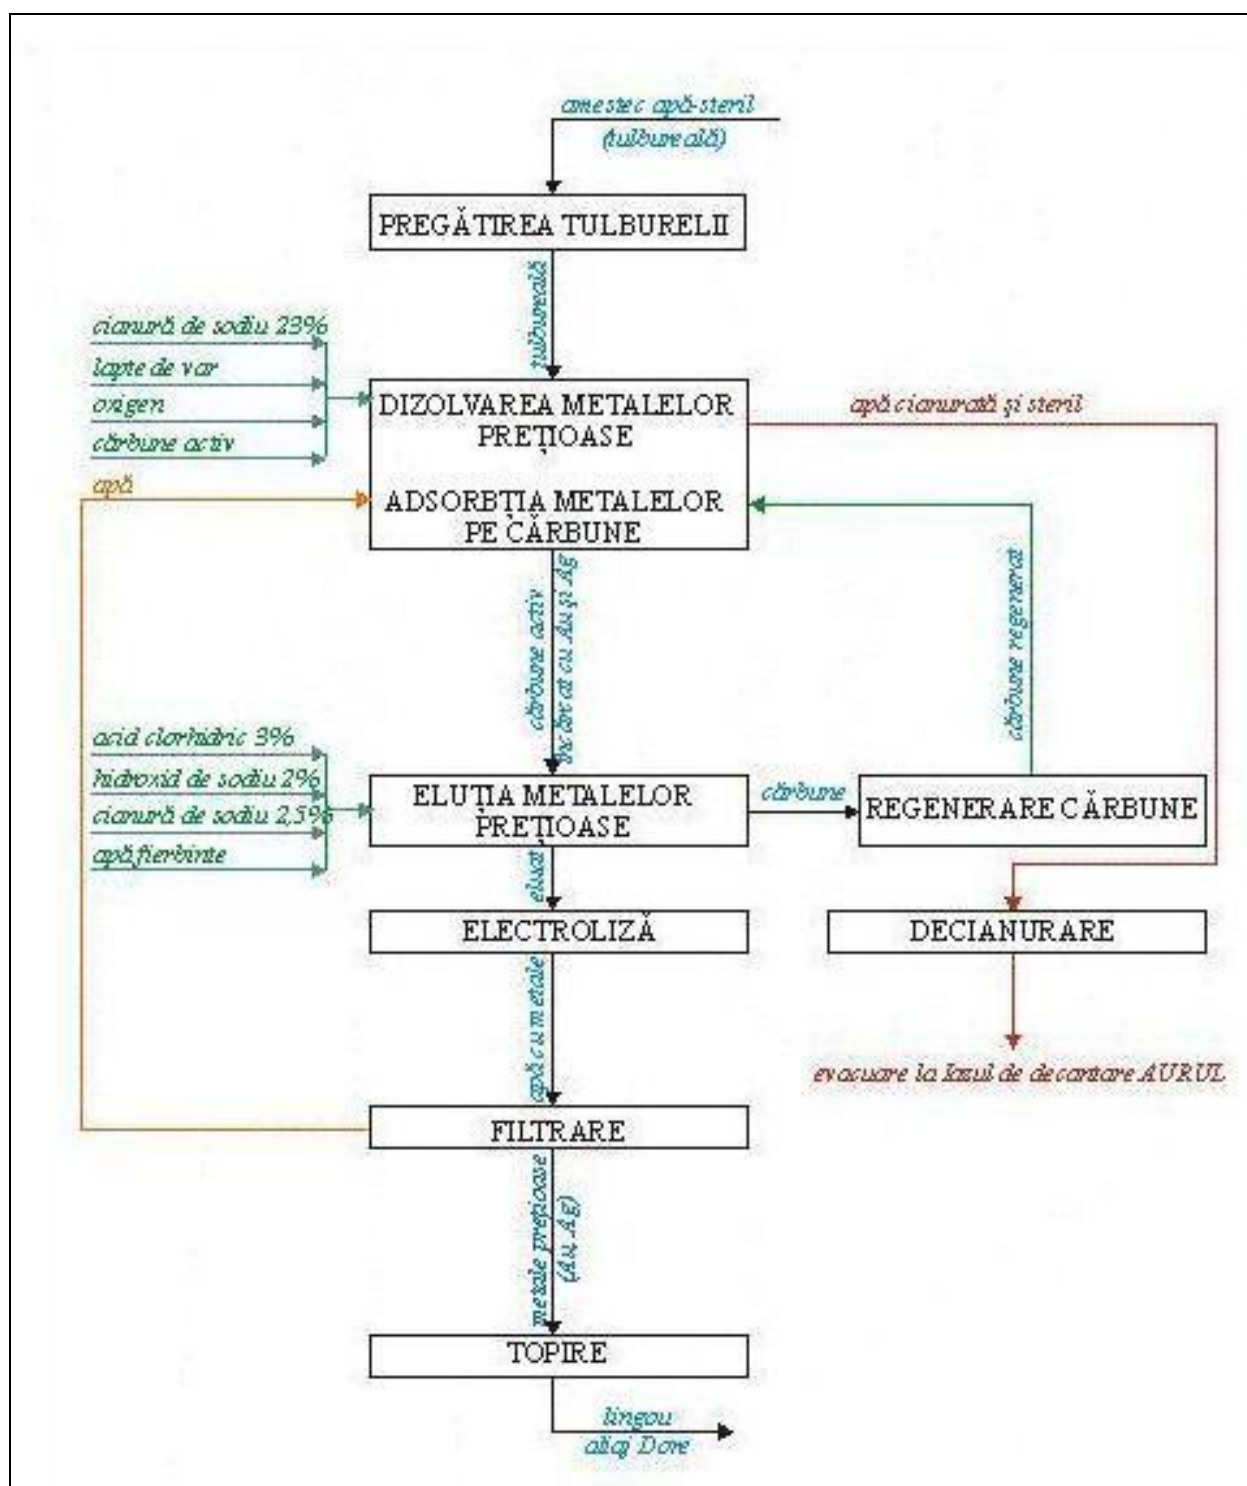 amestec apă-steril
(tulbureală)
PREGĂTIREA TULBURELII
tulbureală
cianură de sodiu 23%
lapte de var
oxigen
cărbune activ
apă
DIZOLVAREA METALELOR
PREȚIOASE
ADSORBȚIA METALELOR
PE CĂRBUNE
apă cianurată și steril
cărbune activ
încărcat cu Au și Ag
cărbune regenerat
acid clorhidric 3%
hidroxid de sodiu 2%
cianură de sodiu 2,5%
apă fierbinte
ELUȚIA METALELOR
PREȚIOASE
cărbune
REGENERARE CĂRBUNE
eluat
ELECTROLIZĂ
DECIANURARE
apă cu metale
evacuare la Iazul de decantare AURUL
FILTRARE
metale prețioase
(Au, Ag)
TOPIRE
lingou
aliaj Dore